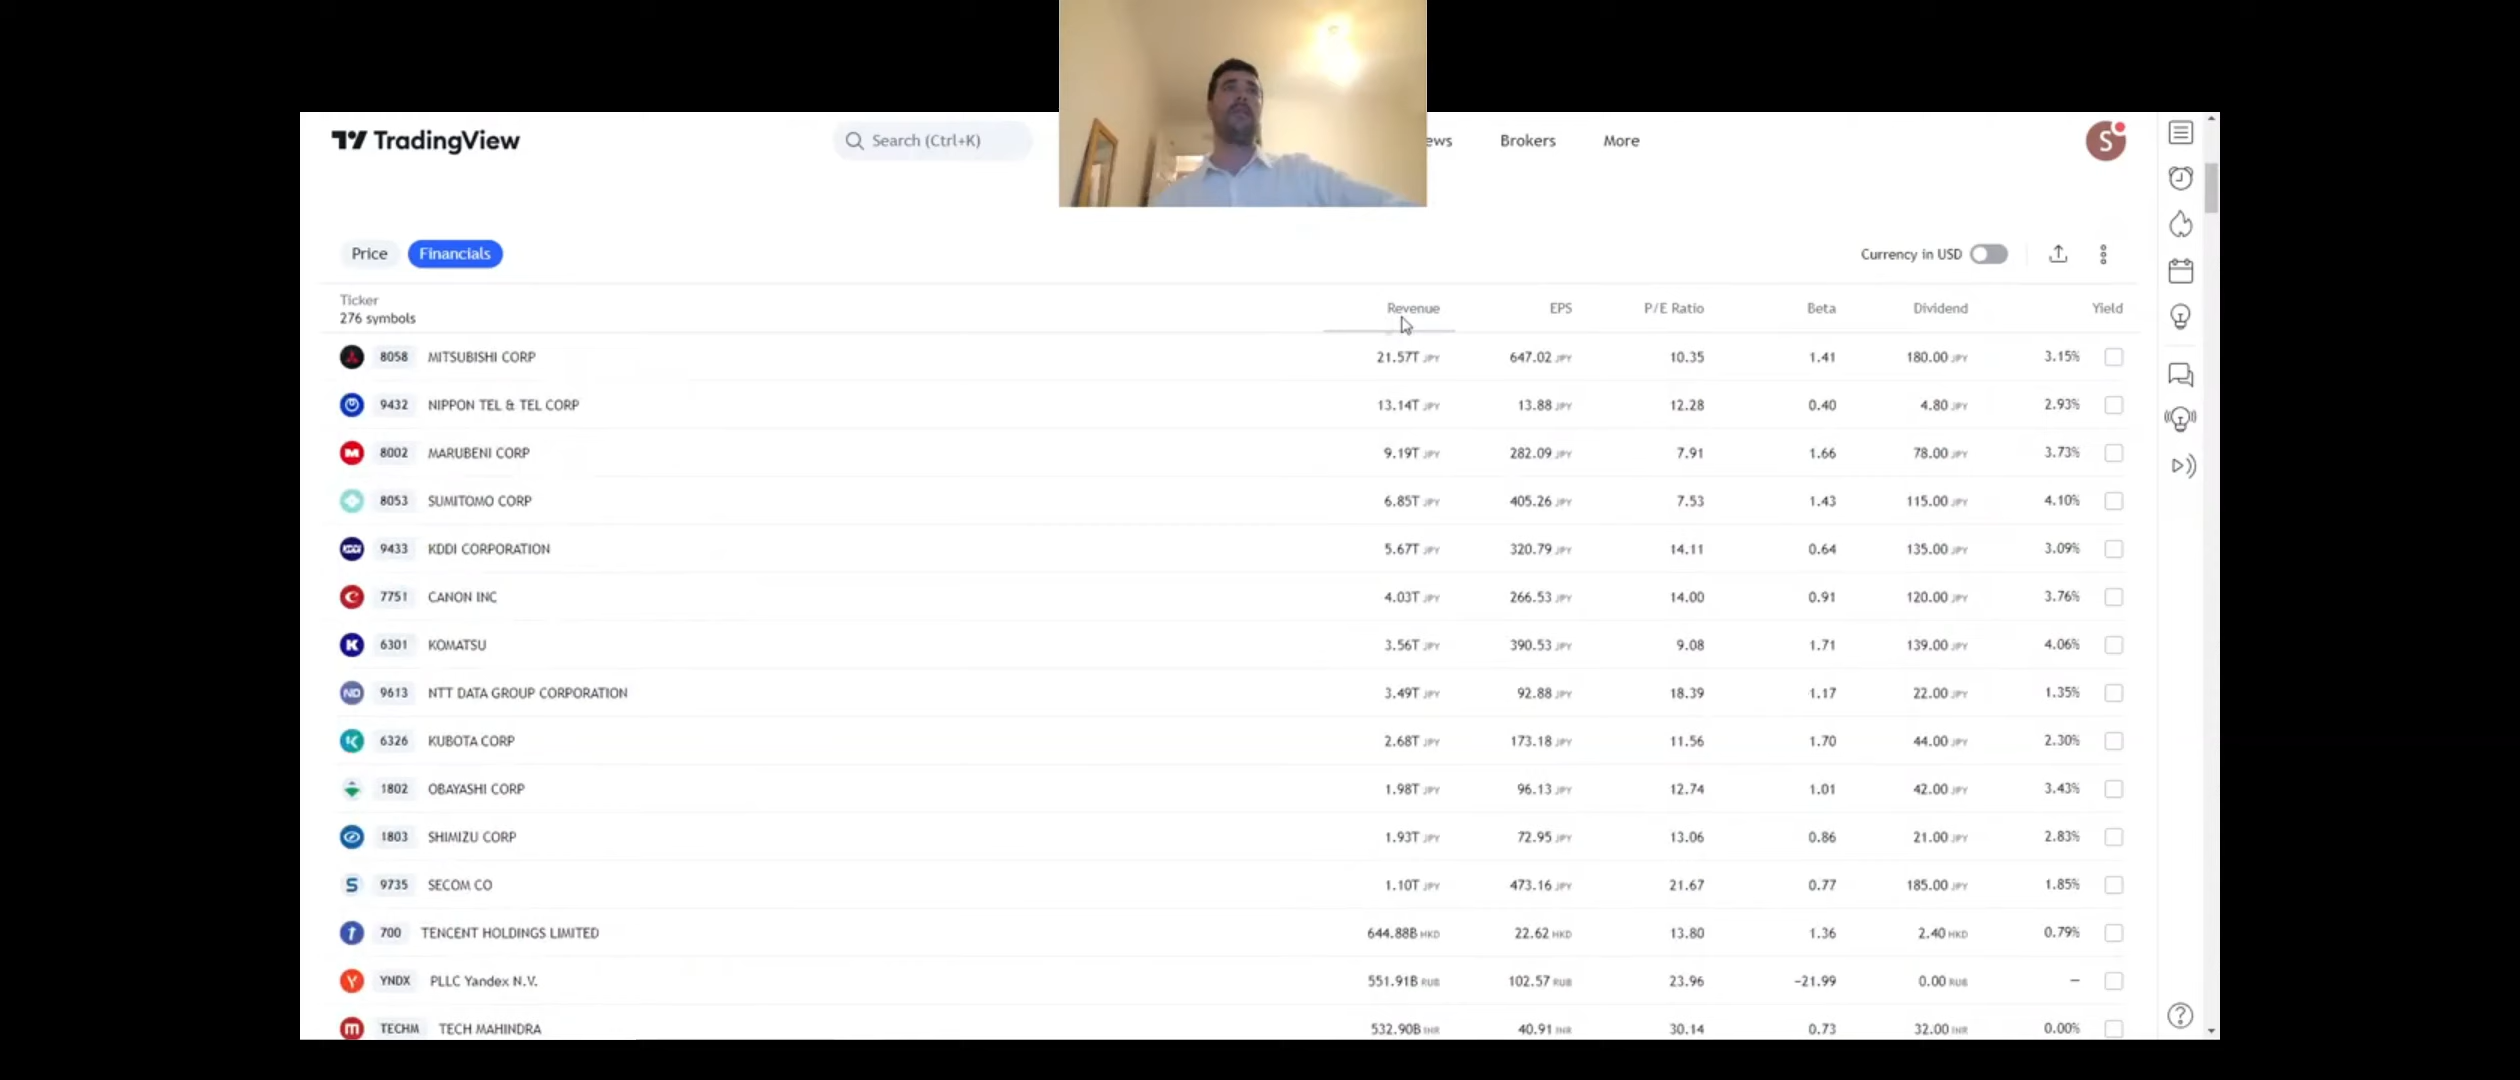 TradingView
Search (Ctrl+K)
ews
Brokers
More
S
Price
Financials
Currency in USD
Ticker
276 symbols
Revenue EPS P/E Ratio Beta Dividend Yield
8058 MITSUBISHI CORP 21.57T JPY 647.02 JPY 10.35 1.41 180.00 JPY 3.15%
9432 NIPPON TEL & TEL CORP 13.14T JPY 13.88 JPY 12.28 0.40 4.80 JPY 2.93%
8002 MARUBENI CORP 9.19T JPY 282.09 JPY 7.91 1.66 78.00 JPY 3.73%
8053 SUMITOMO CORP 6.85T JPY 405.26 JPY 7.53 1.43 115.00 JPY 4.10%
KDDI 9433 KDDI CORPORATION 5.67T JPY 320.79 JPY 14.11 0.64 135.00 JPY 3.09%
7751 CANON INC 4.03T JPY 266.53 JPY 14.00 0.91 120.00 JPY 3.76%
K 6301 KOMATSU 3.56T JPY 390.53 JPY 9.08 1.71 139.00 JPY 4.06%
ND 9613 NTT DATA GROUP CORPORATION 3.49T JPY 92.88 JPY 18.39 1.17 22.00 JPY 1.35%
6326 KUBOTA CORP 2.68T JPY 173.18 JPY 11.56 1.70 44.00 JPY 2.30%
1802 OBAYASHI CORP 1.98T JPY 96.13 JPY 12.74 1.01 42.00 JPY 3.43%
1803 SHIMIZU CORP 1.93T JPY 72.95 JPY 13.06 0.86 21.00 JPY 2.83%
S 9735 SECOM CO 1.10T JPY 473.16 JPY 21.67 0.77 185.00 JPY 1.85%
700 TENCENT HOLDINGS LIMITED 644.88B HKD 22.62 HKD 13.80 1.36 2.40 HKD 0.79%
Y YNDX PLLC Yandex N.V. 551.91B RUB 102.57 RUB 23.96 −21.99 0.00 RUB —
m TECHM TECH MAHINDRA 532.90B INR 40.91 INR 30.14 0.73 32.00 INR 0.00%